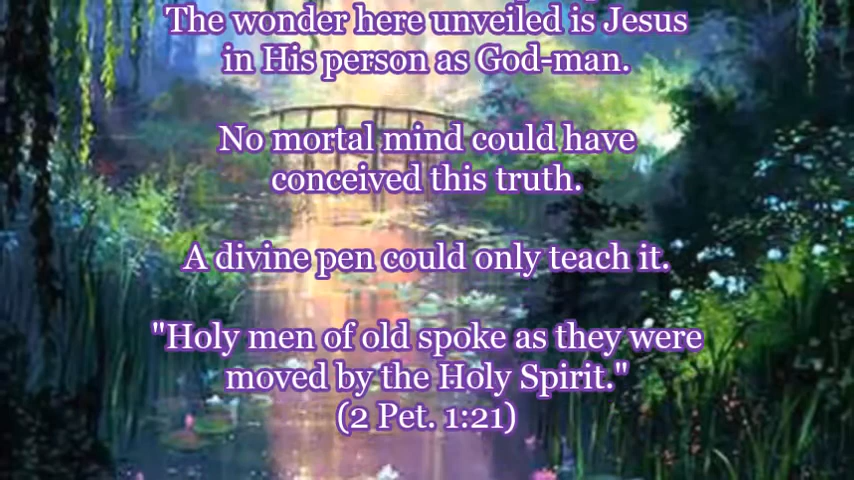 The wonder here unveiled is Jesus
in His person as God-man.
No mortal mind could have
conceived this truth.
A divine pen could only teach it.
"Holy men of old spoke as they were
moved by the Holy Spirit."
(2 Pet. 1:21)